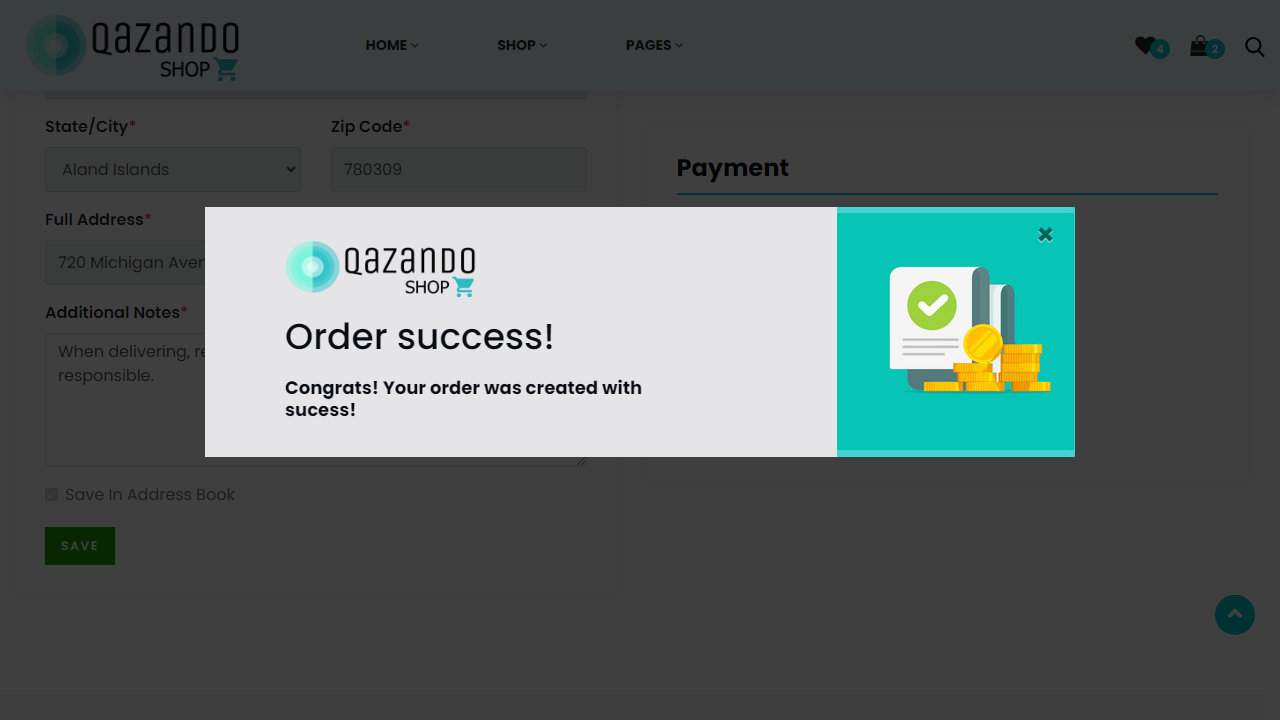 QAZANDO
SHOP
HOME
SHOP
PAGES
4
2
State/City*
Zip Code*
Aland Islands
780309
Payment
Full Address*
720 Michigan Aven
Additional Notes*
When delivering, re
responsible.
QAZANDO
SHOP
Order success!
Congrats! Your order was created with
sucess!
Save In Address Book
SAVE